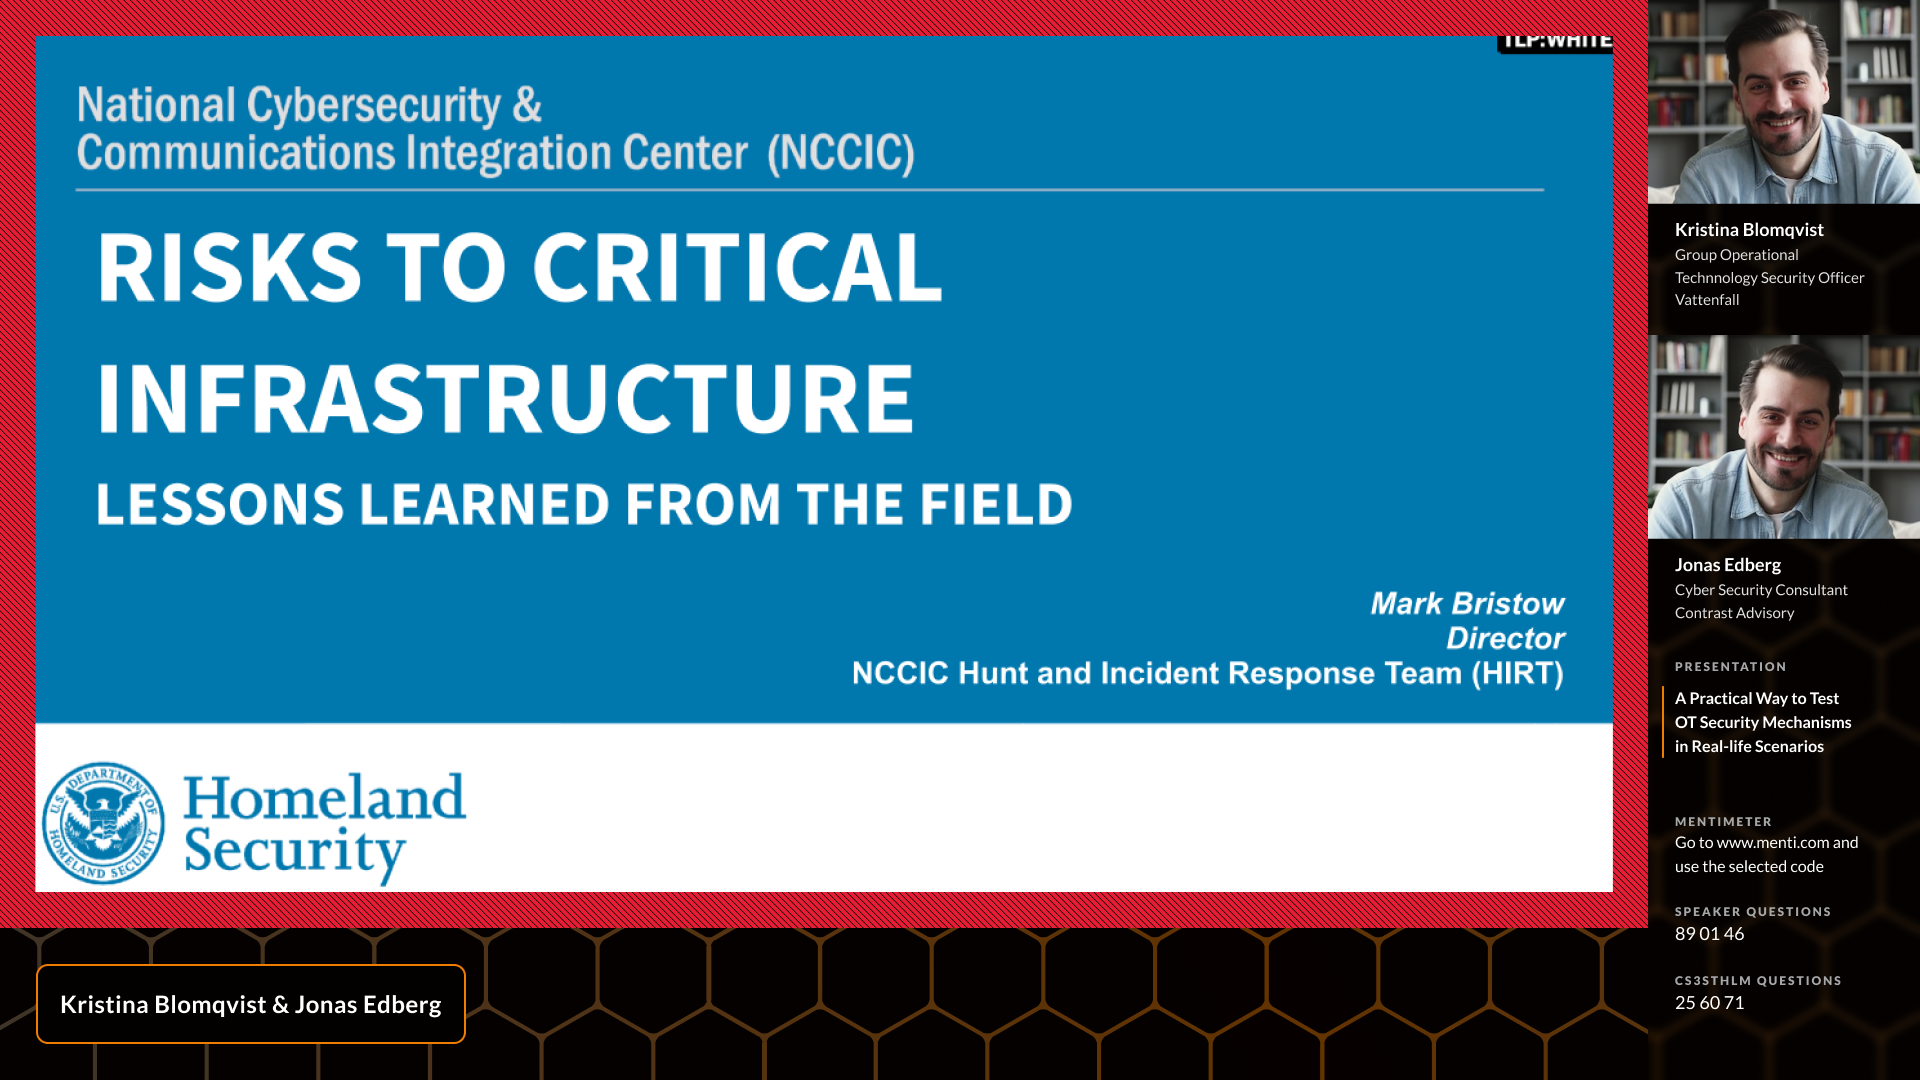 TLP:WHITE
National Cybersecurity &
Communications Integration Center (NCCIC)
RISKS TO CRITICAL
INFRASTRUCTURE
LESSONS LEARNED FROM THE FIELD
Mark Bristow
Director
NCCIC Hunt and Incident Response Team (HIRT)
U.S. DEPARTMENT OF
HOMELAND SECURITY
Homeland
Security
Kristina Blomqvist & Jonas Edberg
Kristina Blomqvist
Group Operational
Technnology Security Officer
Vattenfall
Jonas Edberg
Cyber Security Consultant
Contrast Advisory
PRESENTATION
A Practical Way to Test
OT Security Mechanisms
in Real-life Scenarios
MENTIMETER
Go to www.menti.com and
use the selected code
SPEAKER QUESTIONS
89 01 46
CS3STHLM QUESTIONS
25 60 71